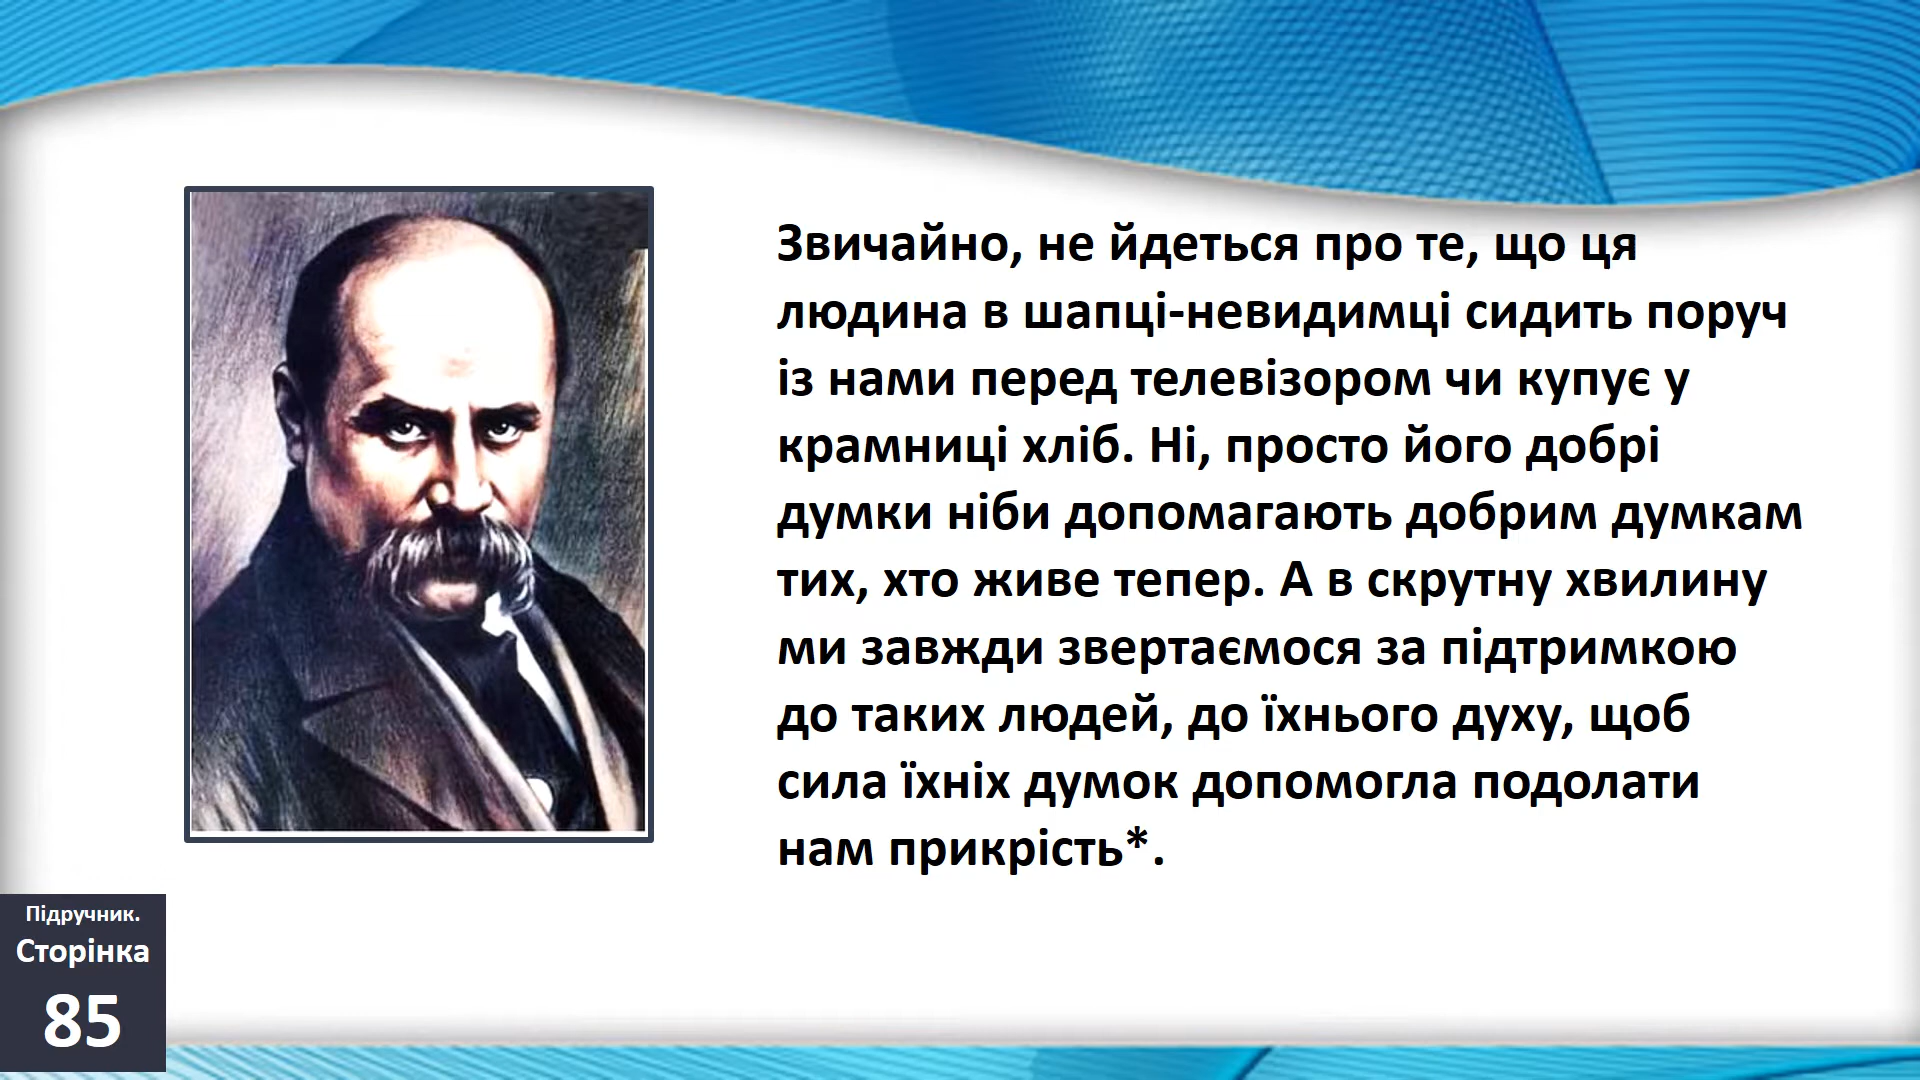 Звичайно, не йдеться про те, що ця
людина в шапці-невидимці сидить поруч
із нами перед телевізором чи купує у
крамниці хліб. Ні, просто його добрі
думки ніби допомагають добрим думкам
тих, хто живе тепер. А в скрутну хвилину
ми завжди звертаємося за підтримкою
до таких людей, до їхнього духу, щоб
сила їхніх думок допомогла подолати
нам прикрість*.
Підручник.
Сторінка
85